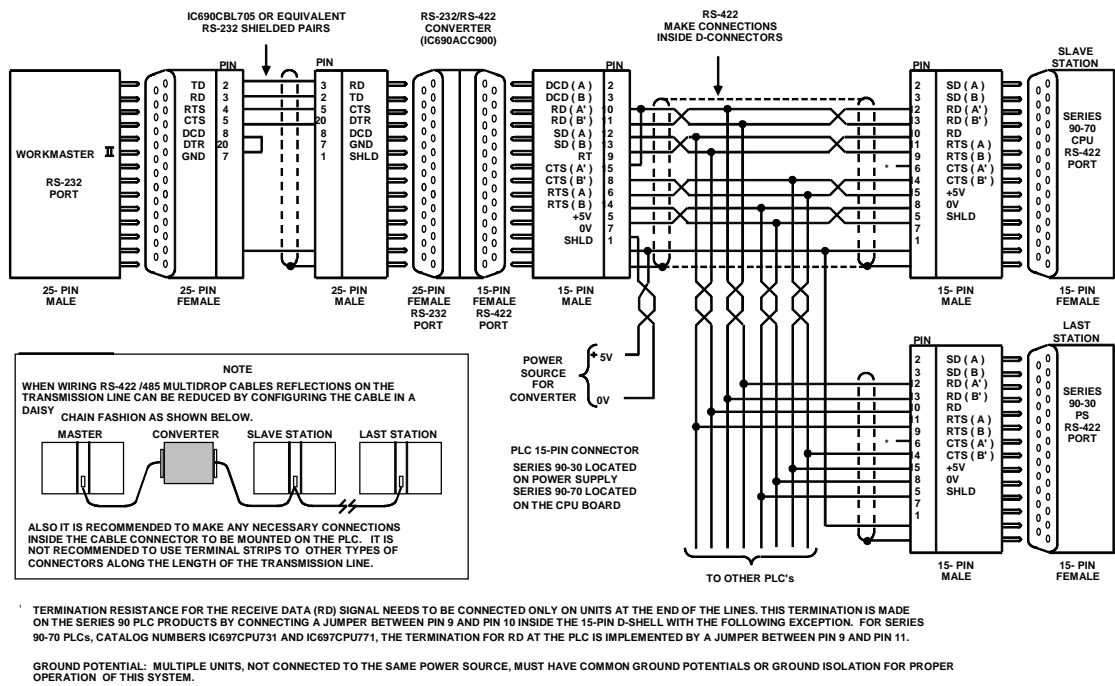 IC690CBL705 OR EQUIVALENT
RS-232 SHIELDED PAIRS
RS-232/RS-422
CONVERTER
(IC690ACC900)
RS-422
MAKE CONNECTIONS
INSIDE D-CONNECTORS
SLAVE
STATION
PIN
PIN
PIN
PIN
WORKMASTER II
RS-232
PORT
TD 2
RD 3
RTS 4
CTS 5
DCD 8
DTR 20
GND 7
3 RD
2 TD
5 CTS
20 DTR
8 DCD
7 GND
1 SHLD
DCD ( A ) 2
DCD ( B ) 3
RD ( A' ) 10
RD ( B' ) 11
SD ( A ) 12
SD ( B ) 13
RT 9
CTS ( A' ) 15
CTS ( B' ) 8
RTS ( A ) 6
RTS ( B ) 14
+5V 5
0V 7
SHLD 1
2 SD ( A )
3 SD ( B )
12 RD ( A' )
13 RD ( B' )
10 RD
11 RTS ( A )
9 RTS ( B )
* 6 CTS ( A' )
14 CTS ( B' )
15 +5V
8 0V
5 SHLD
7
1
SERIES
90-70
CPU
RS-422
PORT
25- PIN
MALE
25- PIN
FEMALE
25- PIN
MALE
25-PIN
FEMALE
RS-232
PORT
15-PIN
FEMALE
RS-422
PORT
15- PIN
MALE
15- PIN
MALE
15- PIN
FEMALE
LAST
STATION
PIN
2 SD ( A )
3 SD ( B )
12 RD ( A' )
13 RD ( B' )
10 RD
11 RTS ( A )
9 RTS ( B )
* 6 CTS ( A' )
14 CTS ( B' )
15 +5V
8 0V
5 SHLD
7
1
SERIES
90-30
PS
RS-422
PORT
15- PIN
MALE
15- PIN
FEMALE
POWER
SOURCE
FOR
CONVERTER
+ 5V
0V
PLC 15-PIN CONNECTOR
SERIES 90-30 LOCATED
ON POWER SUPPLY
SERIES 90-70 LOCATED
ON THE CPU BOARD
TO OTHER PLC's
NOTE
WHEN WIRING RS-422 /485 MULTIDROP CABLES REFLECTIONS ON THE
TRANSMISSION LINE CAN BE REDUCED BY CONFIGURING THE CABLE IN A
DAISY
CHAIN FASHION AS SHOWN BELOW.
MASTER CONVERTER SLAVE STATION LAST STATION
ALSO IT IS RECOMMENDED TO MAKE ANY NECESSARY CONNECTIONS
INSIDE THE CABLE CONNECTOR TO BE MOUNTED ON THE PLC. IT IS
NOT RECOMMENDED TO USE TERMINAL STRIPS TO OTHER TYPES OF
CONNECTORS ALONG THE LENGTH OF THE TRANSMISSION LINE.
TERMINATION RESISTANCE FOR THE RECEIVE DATA (RD) SIGNAL NEEDS TO BE CONNECTED ONLY ON UNITS AT THE END OF THE LINES. THIS TERMINATION IS MADE
ON THE SERIES 90 PLC PRODUCTS BY CONNECTING A JUMPER BETWEEN PIN 9 AND PIN 10 INSIDE THE 15-PIN D-SHELL WITH THE FOLLOWING EXCEPTION. FOR SERIES
90-70 PLCs, CATALOG NUMBERS IC697CPU731 AND IC697CPU771, THE TERMINATION FOR RD AT THE PLC IS IMPLEMENTED BY A JUMPER BETWEEN PIN 9 AND PIN 11.
GROUND POTENTIAL: MULTIPLE UNITS, NOT CONNECTED TO THE SAME POWER SOURCE, MUST HAVE COMMON GROUND POTENTIALS OR GROUND ISOLATION FOR PROPER
OPERATION OF THIS SYSTEM.